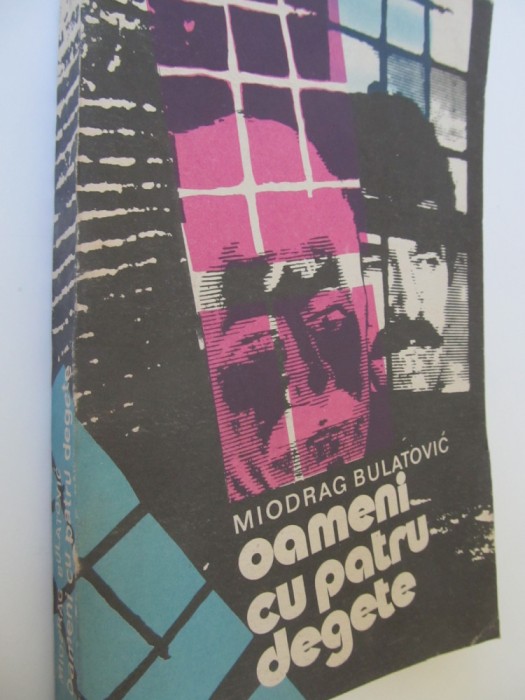 MIODRAG BULATOVIĆ
oameni
cu patru
degete